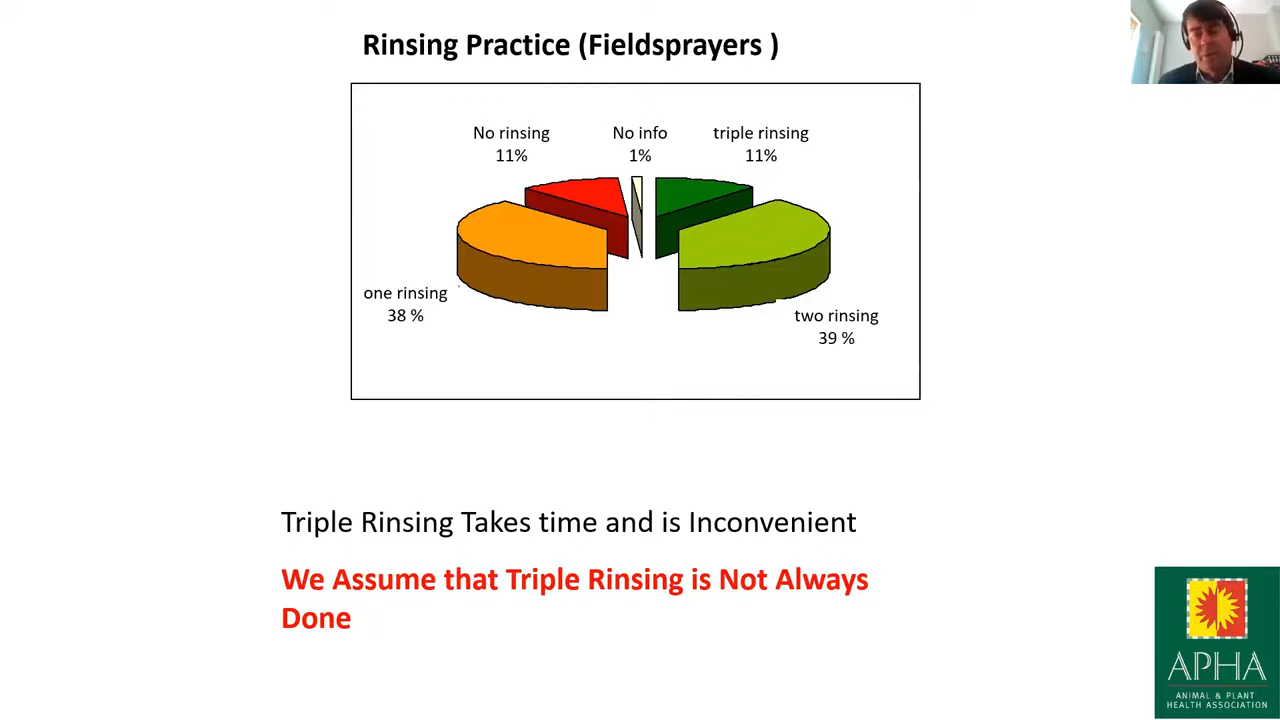 Rinsing Practice (Fieldsprayers )
No rinsing
11%
No info
1%
triple rinsing
11%
one rinsing
38 %
two rinsing
39 %
Triple Rinsing Takes time and is Inconvenient
We Assume that Triple Rinsing is Not Always
Done
APHA
ANIMAL & PLANT
HEALTH ASSOCIATION